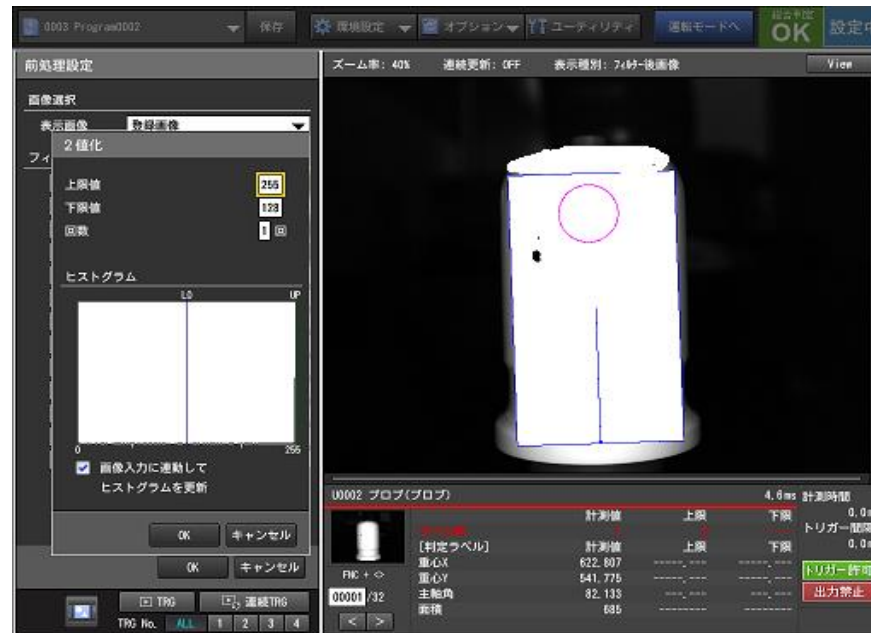 0003 Program0002
保存
環境設定
オプション
ユーティリティ
運転モードへ
総合判定
OK
設定中
前処理設定
画像選択
表示画像 登録画像
フィ
2値化
上限値 255
下限値 128
回数 1 回
ヒストグラム
LO UP
0 255
画像入力に連動して
ヒストグラムを更新
OK キャンセル
OK キャンセル
TRG 連続TRG
TRG No. ALL 1 2 3 4
ズーム率: 40% 連続更新: OFF 表示種別: フィルター後画像 View
U0002 ブロブ(ブロブ) 4.6ms
FNC +
00001 /32
< >
計測値 上限 下限
[判定ラベル] 計測値 上限 下限
重心X 622.807 -----.--- -----.---
重心Y 541.775 -----.--- -----.---
主軸角 82.133 ----.--- ----.---
面積 685
計測時間
0.0m
トリガー間隔
0.0m
トリガー許可
出力禁止